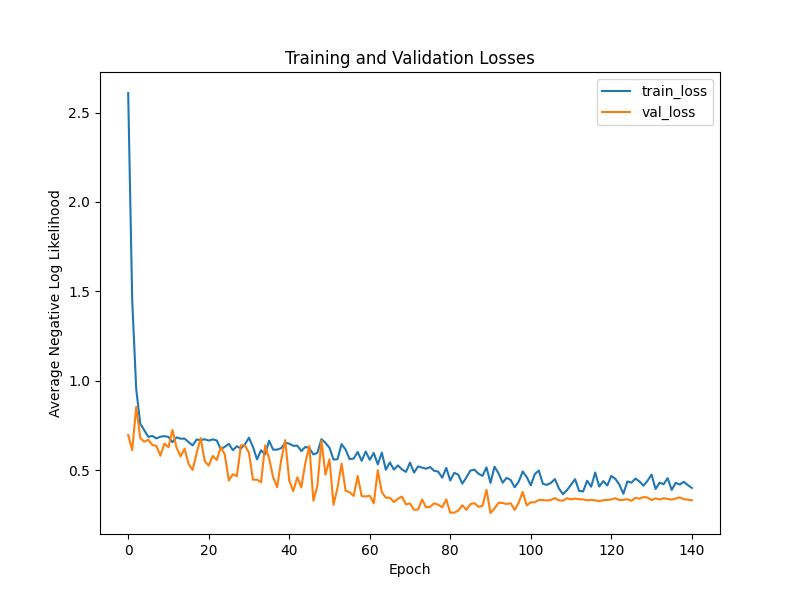 Training and Validation Losses
train_loss
val_loss
Average Negative Log Likelihood
2.5
2.0
1.5
1.0
0.5
0 20 40 60 80 100 120 140
Epoch